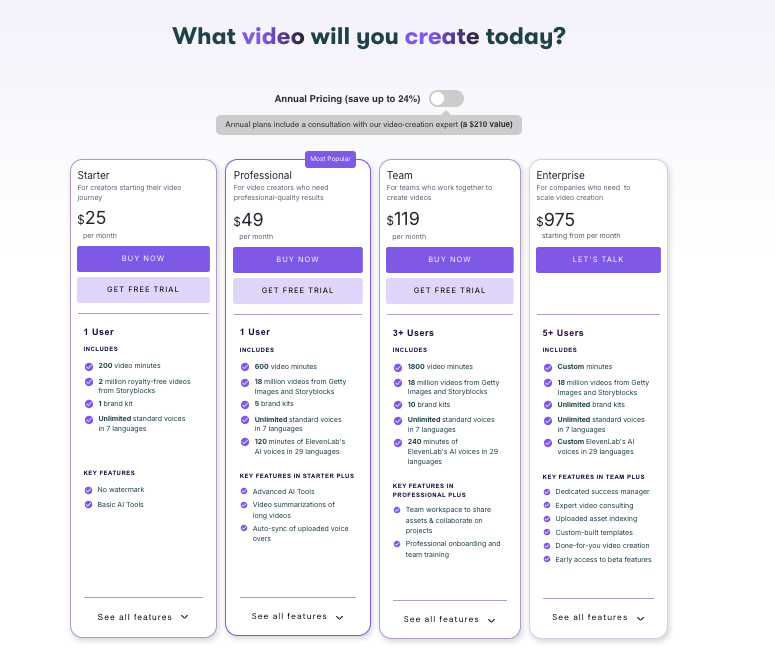 What video will you create today?
Annual Pricing (save up to 24%)
Annual plans include a consultation with our video-creation expert (a $210 value)
Starter
For creators starting their video
journey
$25
per month
BUY NOW
GET FREE TRIAL
1 User
INCLUDES
200 video minutes
2 million royalty-free videos
from Storyblocks
1 brand kit
Unlimited standard voices
in 7 languages
KEY FEATURES
No watermark
Basic AI Tools
See all features
Most Popular
Professional
For video creators who need
professional-quality results
$49
per month
BUY NOW
GET FREE TRIAL
1 User
INCLUDES
600 video minutes
18 million videos from Getty
Images and Storyblocks
5 brand kits
Unlimited standard voices
in 7 languages
120 minutes of ElevenLab's
AI voices in 29 languages
KEY FEATURES IN STARTER PLUS
Advanced AI Tools
Video summarizations of
long videos
Auto-sync of uploaded voice
overs
See all features
Team
For teams who work together to
create videos
$119
per month
BUY NOW
GET FREE TRIAL
3+ Users
INCLUDES
1800 video minutes
18 million videos from Getty
Images and Storyblocks
10 brand kits
Unlimited standard voices
in 7 languages
240 minutes of
ElevenLab's AI voices in 29
languages
KEY FEATURES IN
PROFESSIONAL PLUS
Team workspace to share
assets & collaborate on
projects
Professional onboarding and
team training
See all features
Enterprise
For companies who need to
scale video creation
$975
starting from per month
LET'S TALK
5+ Users
INCLUDES
Custom minutes
18 million videos from Getty
Images and Storyblocks
Unlimited brand kits
Unlimited standard voices
in 7 languages
Custom ElevenLab's AI
voices in 29 languages
KEY FEATURES IN TEAM PLUS
Dedicated success manager
Expert video consulting
Uploaded asset indexing
Custom-built templates
Done-for-you video creation
Early access to beta features
See all features